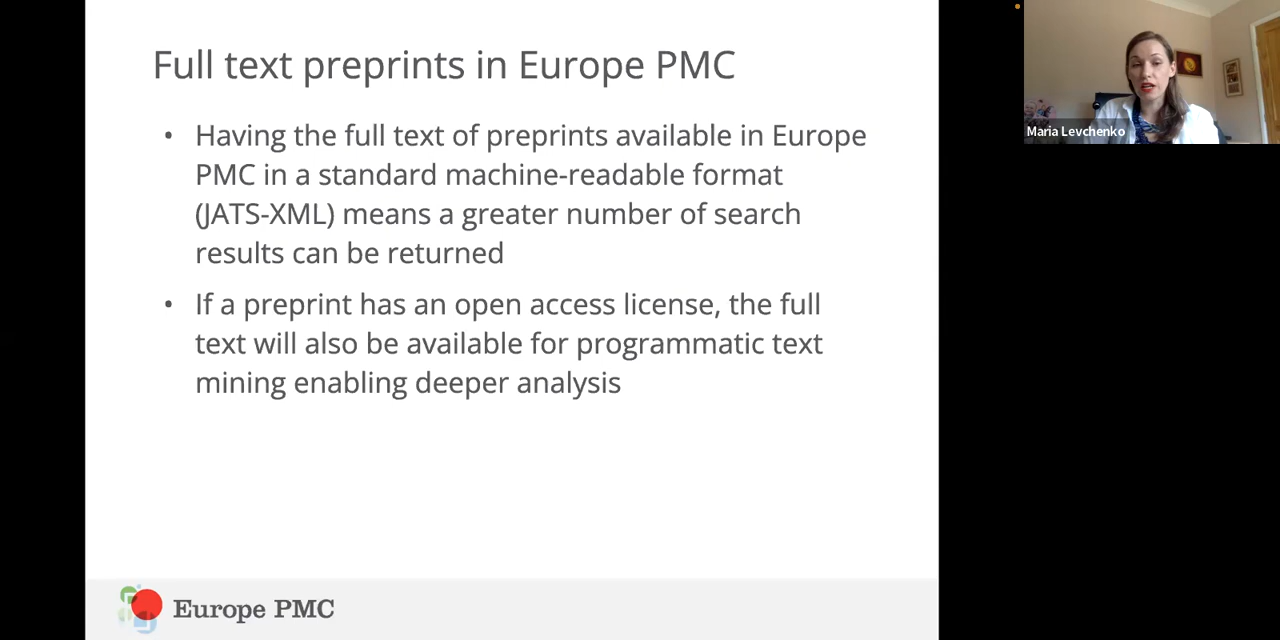 Full text preprints in Europe PMC
• Having the full text of preprints available in Europe
PMC in a standard machine-readable format
(JATS-XML) means a greater number of search
results can be returned
• If a preprint has an open access license, the full
text will also be available for programmatic text
mining enabling deeper analysis
Europe PMC
Maria Levchenko